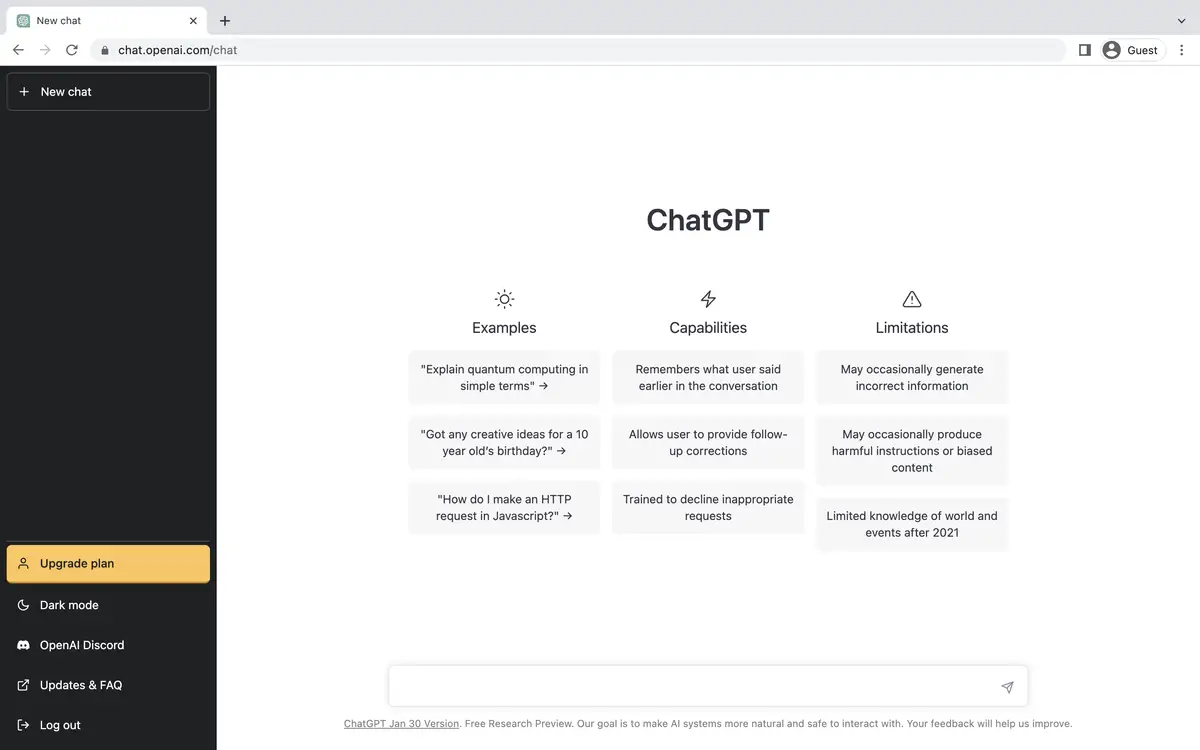 New chat
chat.openai.com/chat
Guest
New chat
ChatGPT
Examples
"Explain quantum computing in
simple terms" →
"Got any creative ideas for a 10
year old's birthday?" →
"How do I make an HTTP
request in Javascript?" →
Capabilities
Remembers what user said
earlier in the conversation
Allows user to provide follow-
up corrections
Trained to decline inappropriate
requests
Limitations
May occasionally generate
incorrect information
May occasionally produce
harmful instructions or biased
content
Limited knowledge of world and
events after 2021
Upgrade plan
Dark mode
OpenAI Discord
Updates & FAQ
Log out
ChatGPT Jan 30 Version. Free Research Preview. Our goal is to make AI systems more natural and safe to interact with. Your feedback will help us improve.